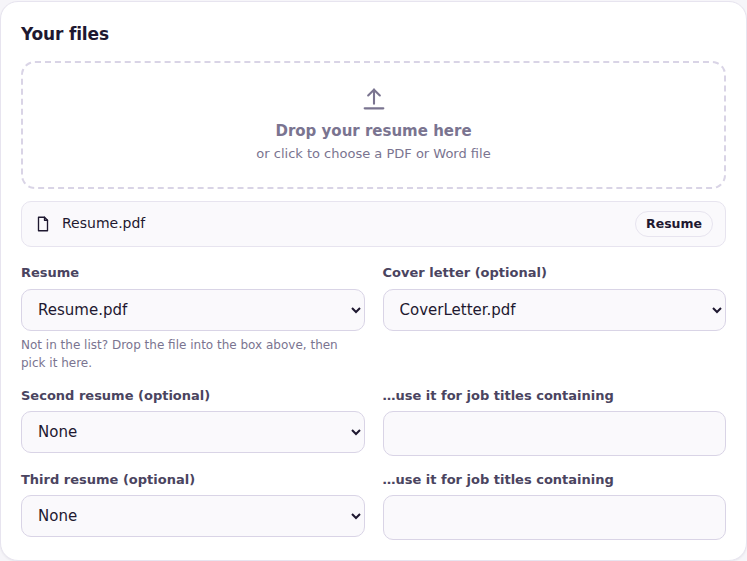 Your files
Drop your resume here
or click to choose a PDF or Word file
Resume.pdf
Resume
Resume
Cover letter (optional)
Resume.pdf
CoverLetter.pdf
Not in the list? Drop the file into the box above, then
pick it here.
Second resume (optional)
…use it for job titles containing
None
Third resume (optional)
…use it for job titles containing
None